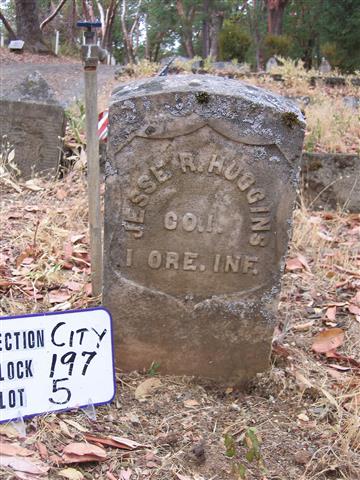 JESSE R. HUGGINS
CO. I.
1 ORE. INF.
ECTION CITY
LOCK 197
LOT 5